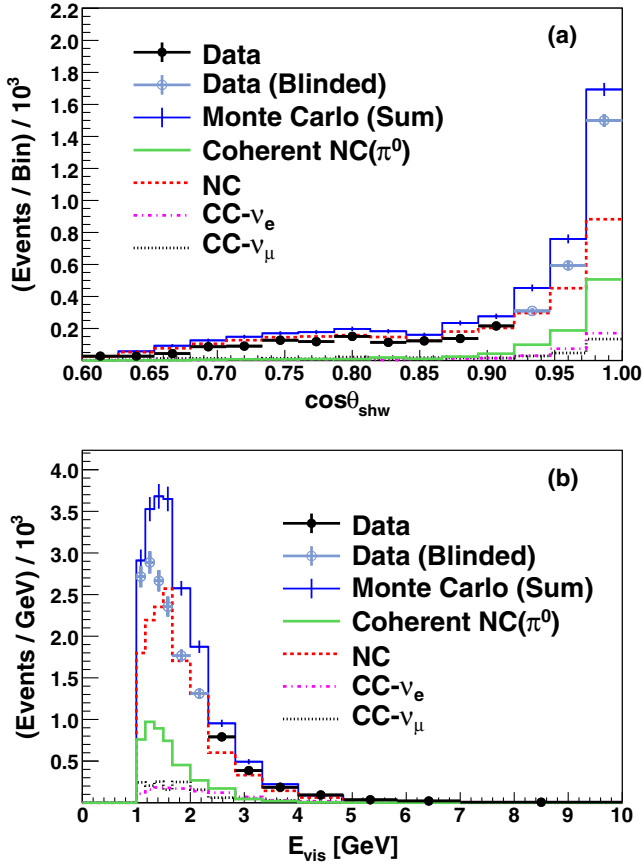 (a)
2.2
2.0
1.8
1.6
1.4
1.2
1.0
0.8
0.6
0.4
0.2
(Events / Bin) / 10³
Data
Data (Blinded)
Monte Carlo (Sum)
Coherent NC(π⁰)
NC
CC-νₑ
CC-ν_μ
0.60 0.65 0.70 0.75 0.80 0.85 0.90 0.95 1.00
cosθ_shw
(b)
4.0
3.5
3.0
2.5
2.0
1.5
1.0
0.5
(Events / GeV) / 10³
Data
Data (Blinded)
Monte Carlo (Sum)
Coherent NC(π⁰)
NC
CC-νₑ
CC-ν_μ
0 1 2 3 4 5 6 7 8 9 10
E_vis [GeV]